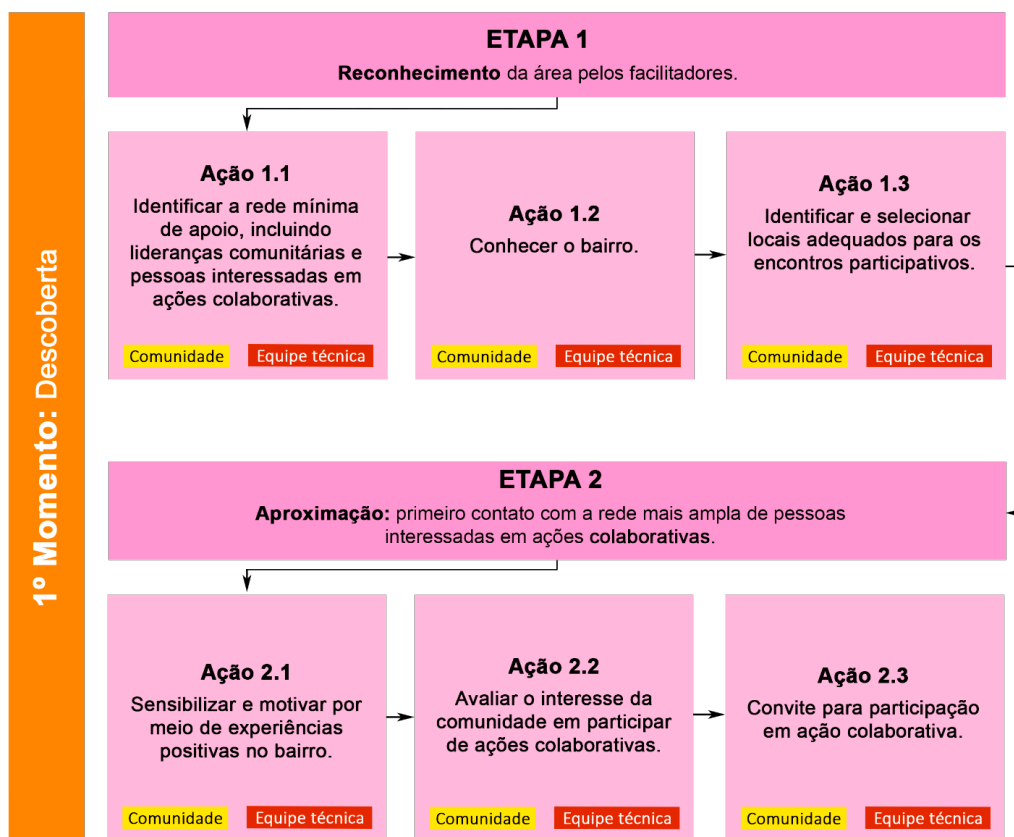 1º Momento: Descoberta
ETAPA 1
Reconhecimento da área pelos facilitadores.
Ação 1.1
Identificar a rede mínima
de apoio, incluindo
lideranças comunitárias e
pessoas interessadas em
ações colaborativas.
Comunidade
Equipe técnica
Ação 1.2
Conhecer o bairro.
Comunidade
Equipe técnica
Ação 1.3
Identificar e selecionar
locais adequados para os
encontros participativos.
Comunidade
Equipe técnica
ETAPA 2
Aproximação: primeiro contato com a rede mais ampla de pessoas
interessadas em ações colaborativas.
Ação 2.1
Sensibilizar e motivar por
meio de experiências
positivas no bairro.
Comunidade
Equipe técnica
Ação 2.2
Avaliar o interesse da
comunidade em participar
de ações colaborativas.
Comunidade
Equipe técnica
Ação 2.3
Convite para participação
em ação colaborativa.
Comunidade
Equipe técnica